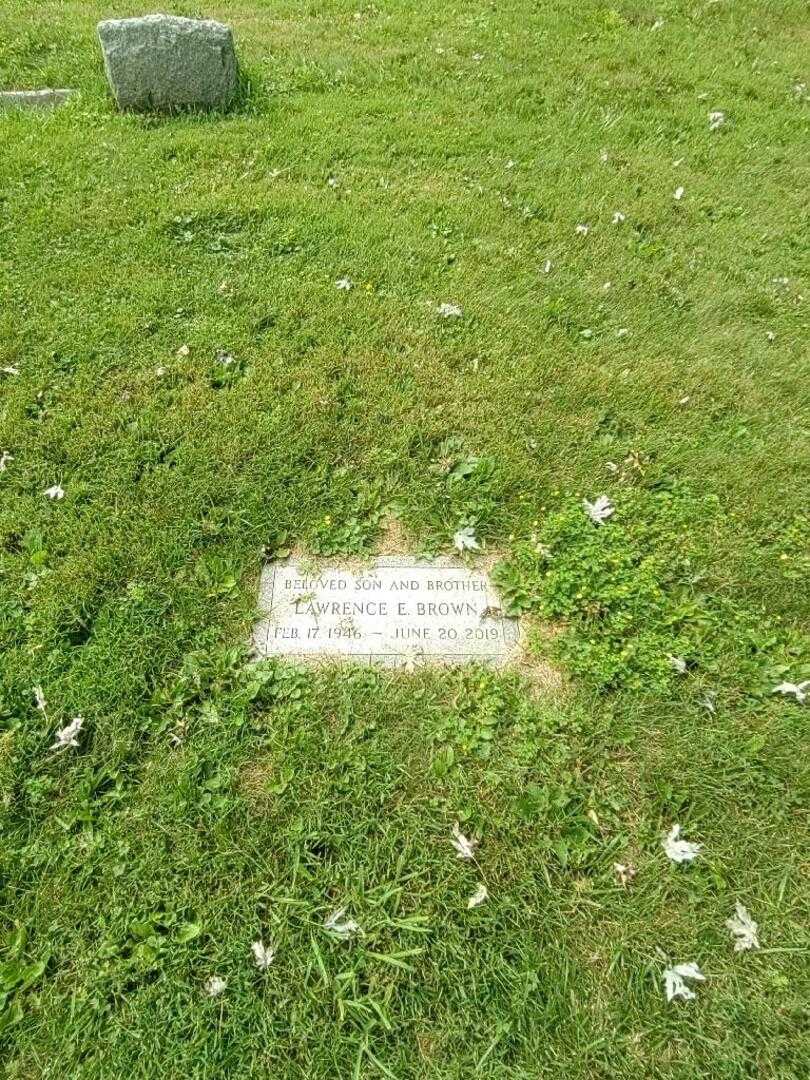 BELOVED SON AND BROTHER
LAWRENCE E. BROWN
FEB. 17. 1946 – JUNE 20. 2019